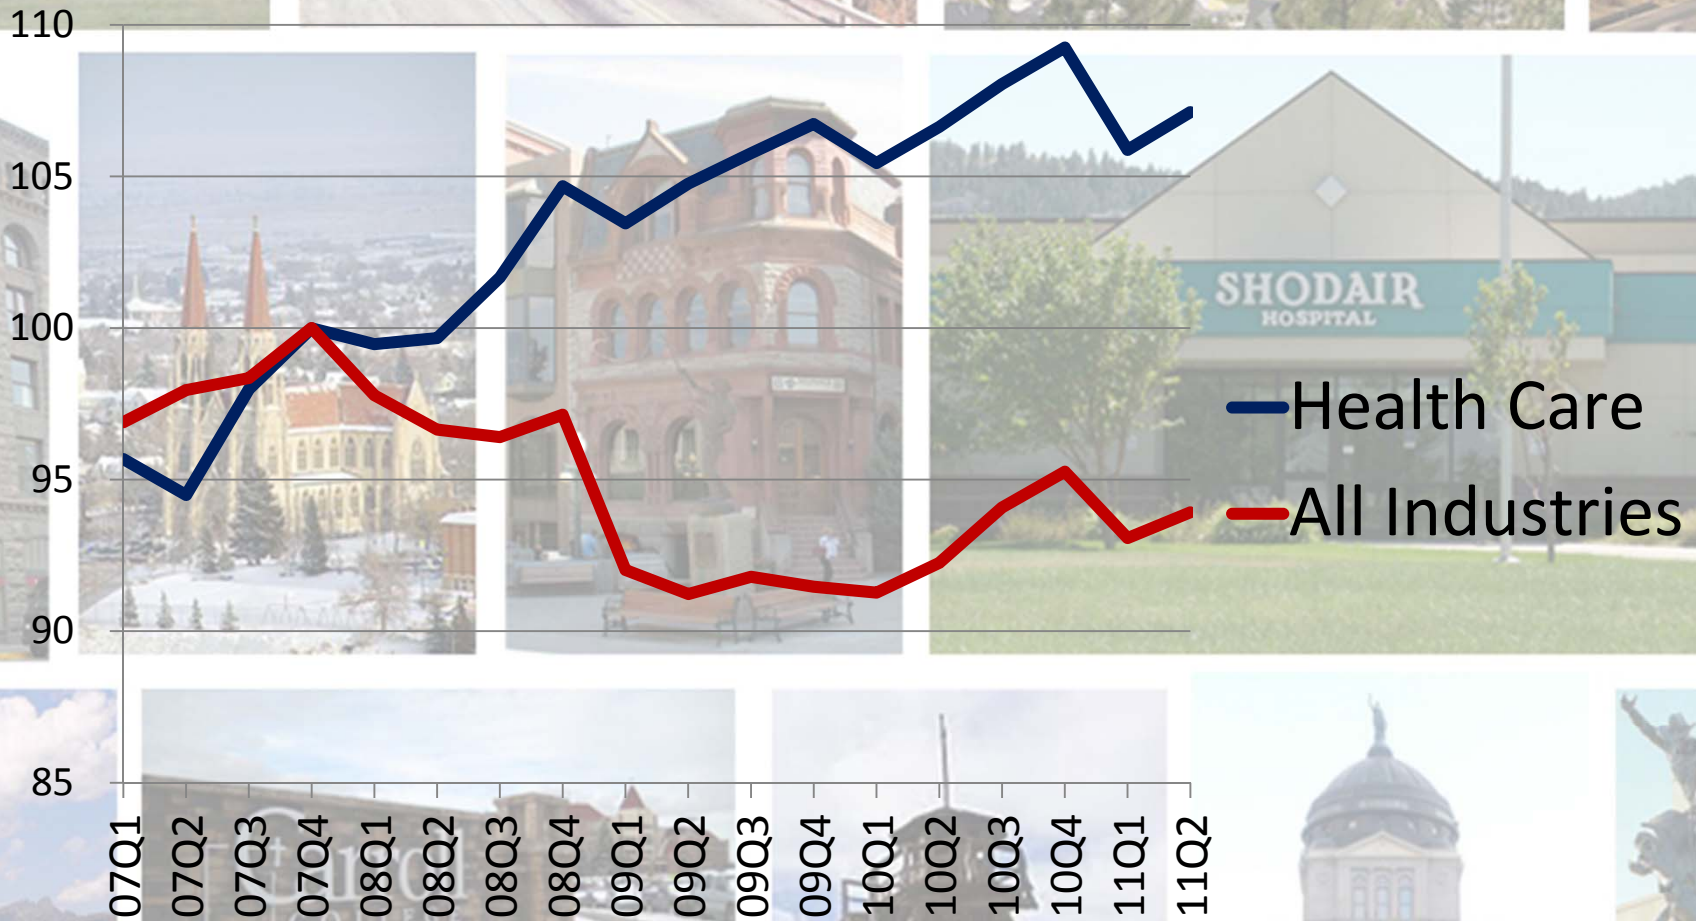 110
105
100
95
90
85
07Q1
07Q2
07Q3
07Q4
08Q1
08Q2
08Q3
08Q4
09Q1
09Q2
09Q3
09Q4
10Q1
10Q2
10Q3
10Q4
11Q1
11Q2
Health Care
All Industries
SHODAIR
HOSPITAL